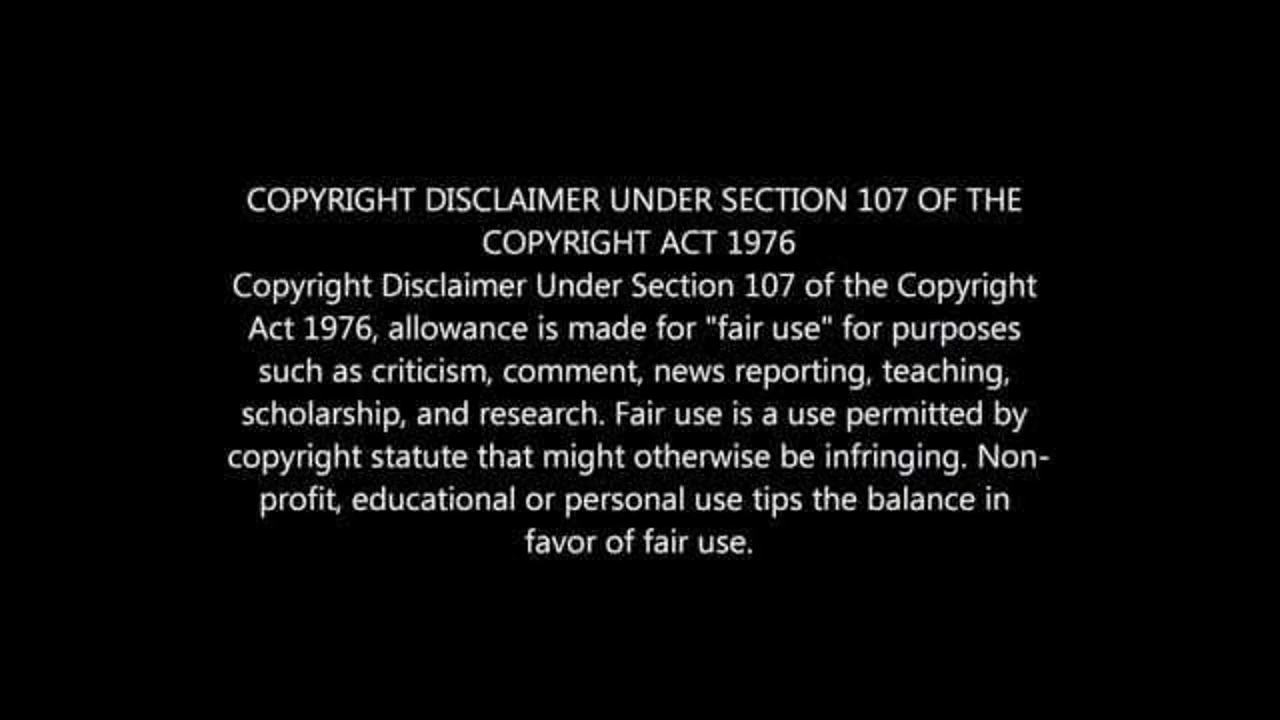 COPYRIGHT DISCLAIMER UNDER SECTION 107 OF THE
COPYRIGHT ACT 1976
Copyright Disclaimer Under Section 107 of the Copyright
Act 1976, allowance is made for "fair use" for purposes
such as criticism, comment, news reporting, teaching,
scholarship, and research. Fair use is a use permitted by
copyright statute that might otherwise be infringing. Non-
profit, educational or personal use tips the balance in
favor of fair use.